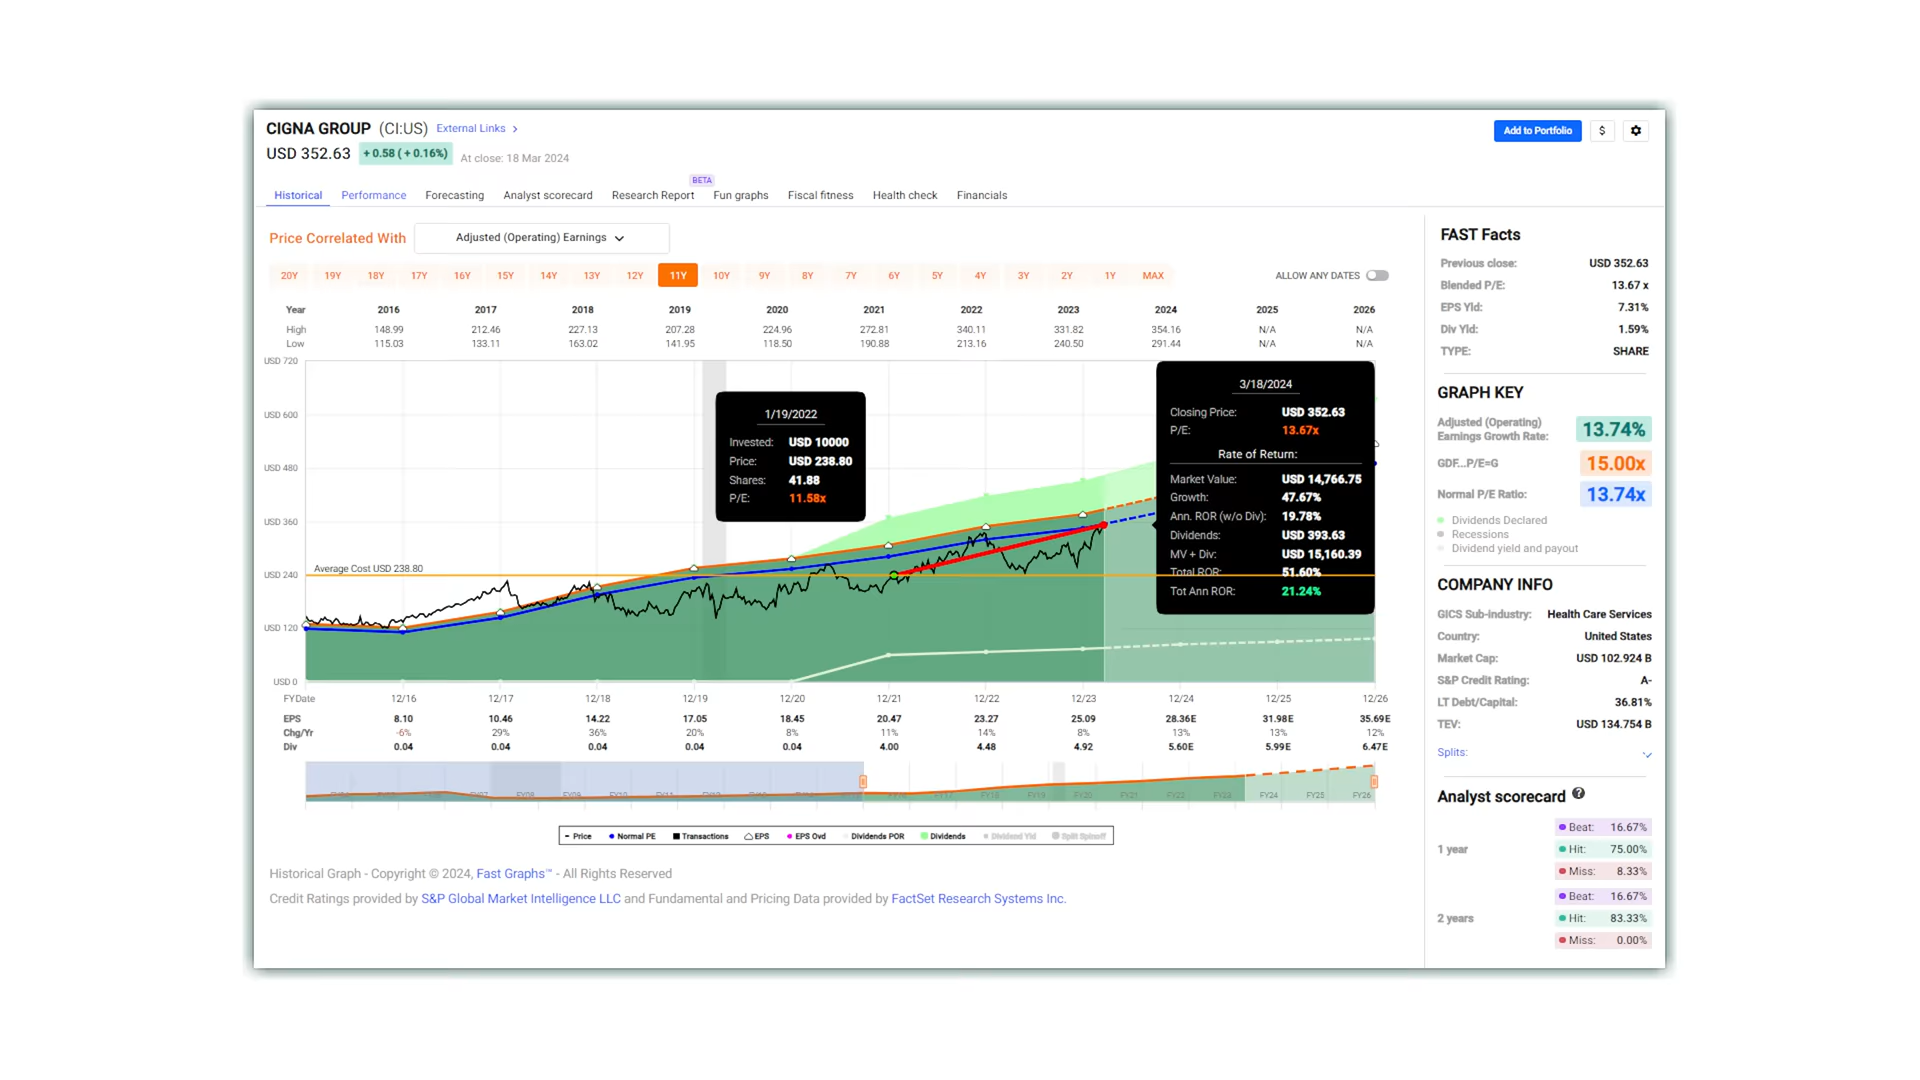 CIGNA GROUP (CI:US) External Links >
Add to Portfolio $
USD 352.63 + 0.58 ( + 0.16%) At close: 18 Mar 2024
BETA
Historical Performance Forecasting Analyst scorecard Research Report Fun graphs Fiscal fitness Health check Financials
Price Correlated With Adjusted (Operating) Earnings
20Y 19Y 18Y 17Y 16Y 15Y 14Y 13Y 12Y 11Y 10Y 9Y 8Y 7Y 6Y 5Y 4Y 3Y 2Y 1Y MAX ALLOW ANY DATES
Year 2016 2017 2018 2019 2020 2021 2022 2023 2024 2025 2026
High 148.99 212.46 227.13 207.28 224.96 272.81 340.11 331.82 354.16 N/A N/A
Low 115.03 133.11 163.02 141.95 118.50 190.88 213.16 240.50 291.44 N/A N/A
USD 720
USD 600
USD 480
USD 360
USD 240
USD 120
USD 0
Average Cost USD 238.80
1/19/2022
Invested: USD 10000
Price: USD 238.80
Shares: 41.88
P/E: 11.58x
3/18/2024
Closing Price: USD 352.63
P/E: 13.67x
Rate of Return:
Market Value: USD 14,766.75
Growth: 47.67%
Ann. ROR (w/o Div): 19.78%
Dividends: USD 393.63
MV + Div: USD 15,160.39
Total ROR: 51.60%
Tot Ann ROR: 21.24%
FYDate 12/16 12/17 12/18 12/19 12/20 12/21 12/22 12/23 12/24 12/25 12/26
EPS 8.10 10.46 14.22 17.05 18.45 20.47 23.27 25.09 28.36E 31.98E 35.69E
Chg/Yr -6% 29% 36% 20% 8% 11% 14% 8% 13% 13% 12%
Div 0.04 0.04 0.04 0.04 0.04 4.00 4.48 4.92 5.60E 5.99E 6.47E
FY07 FY08 FY09 FY10 FY11 FY18 FY19 FY20 FY21 FY22 FY23 FY24 FY25 FY26
Price Normal PE Transactions EPS EPS Ovd Dividends POR Dividends Dividend Yld Split Spinoff
Historical Graph - Copyright © 2024, Fast Graphs™ - All Rights Reserved
Credit Ratings provided by S&P Global Market Intelligence LLC and Fundamental and Pricing Data provided by FactSet Research Systems Inc.
FAST Facts
Previous close: USD 352.63
Blended P/E: 13.67 x
EPS Yld: 7.31%
Div Yld: 1.59%
TYPE: SHARE
GRAPH KEY
Adjusted (Operating)
Earnings Growth Rate: 13.74%
GDF...P/E=G 15.00x
Normal P/E Ratio: 13.74x
Dividends Declared
Recessions
Dividend yield and payout
COMPANY INFO
GICS Sub-industry: Health Care Services
Country: United States
Market Cap: USD 102.924 B
S&P Credit Rating: A-
LT Debt/Capital: 36.81%
TEV: USD 134.754 B
Splits:
Analyst scorecard ?
1 year
Beat: 16.67%
Hit: 75.00%
Miss: 8.33%
2 years
Beat: 16.67%
Hit: 83.33%
Miss: 0.00%